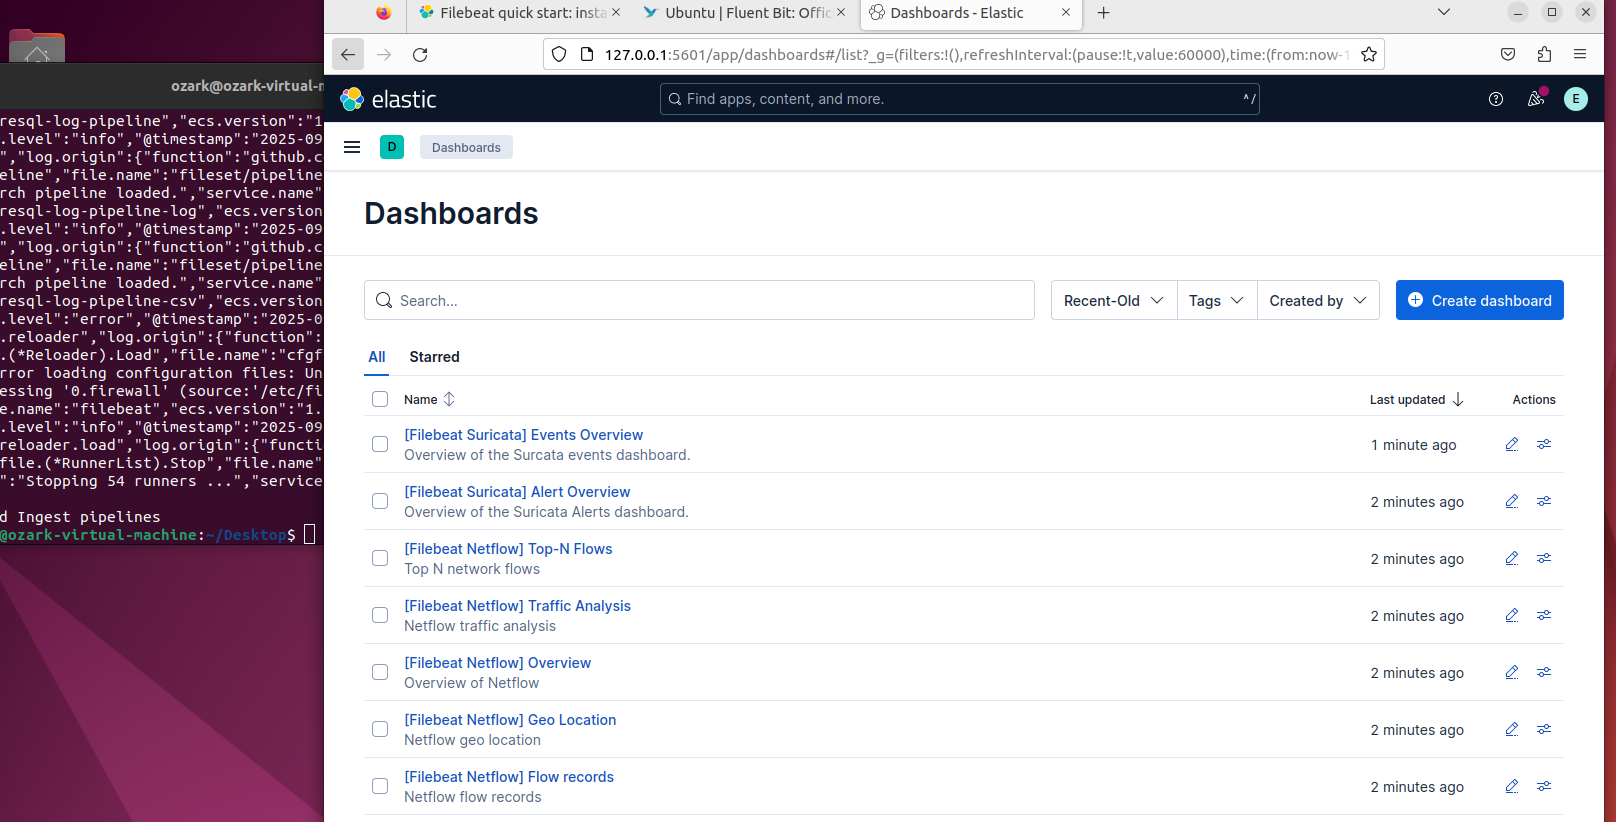 Filebeat quick start: insta
Ubuntu | Fluent Bit: Offic
Dashboards - Elastic
127.0.0.1:5601/app/dashboards#/list?_g=(filters:!(),refreshInterval:(pause:!t,value:60000),time:(from:now-1
ozark@ozark-virtual-m
resql-log-pipeline","ecs.version":"1
.level":"info","@timestamp":"2025-09
","log.origin":{"function":"github.c
eline","file.name":"fileset/pipeline
rch pipeline loaded.","service.name"
resql-log-pipeline-log","ecs.version
.level":"info","@timestamp":"2025-09
","log.origin":{"function":"github.c
eline","file.name":"fileset/pipeline
rch pipeline loaded.","service.name"
resql-log-pipeline-csv","ecs.version
.level":"error","@timestamp":"2025-0
.reloader","log.origin":{"function":
.(*Reloader).Load","file.name":"cfgf
rror loading configuration files: Un
essing '0.firewall' (source:'/etc/fi
e.name":"filebeat","ecs.version":"1.
.level":"info","@timestamp":"2025-09
reloader.load","log.origin":{"functi
file.(*RunnerList).Stop","file.name"
":"Stopping 54 runners ...","service
d Ingest pipelines
@ozark-virtual-machine:~/Desktop$
elastic
Find apps, content, and more.
^/
E
D
Dashboards
Dashboards
Search...
Recent-Old
Tags
Created by
Create dashboard
All
Starred
Name
Last updated
Actions
[Filebeat Suricata] Events Overview
1 minute ago
Overview of the Surcata events dashboard.
[Filebeat Suricata] Alert Overview
2 minutes ago
Overview of the Suricata Alerts dashboard.
[Filebeat Netflow] Top-N Flows
2 minutes ago
Top N network flows
[Filebeat Netflow] Traffic Analysis
2 minutes ago
Netflow traffic analysis
[Filebeat Netflow] Overview
2 minutes ago
Overview of Netflow
[Filebeat Netflow] Geo Location
2 minutes ago
Netflow geo location
[Filebeat Netflow] Flow records
2 minutes ago
Netflow flow records